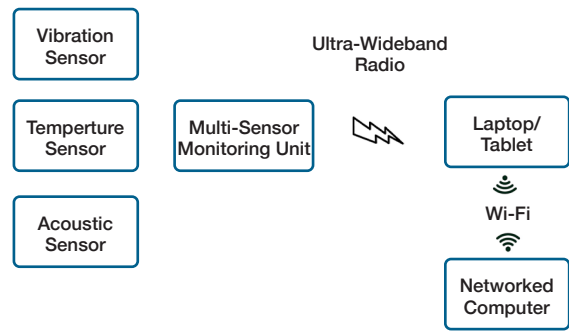 Vibration
Sensor
Ultra-Wideband
Radio
Temperture
Sensor
Multi-Sensor
Monitoring Unit
Laptop/
Tablet
Acoustic
Sensor
Wi-Fi
Networked
Computer